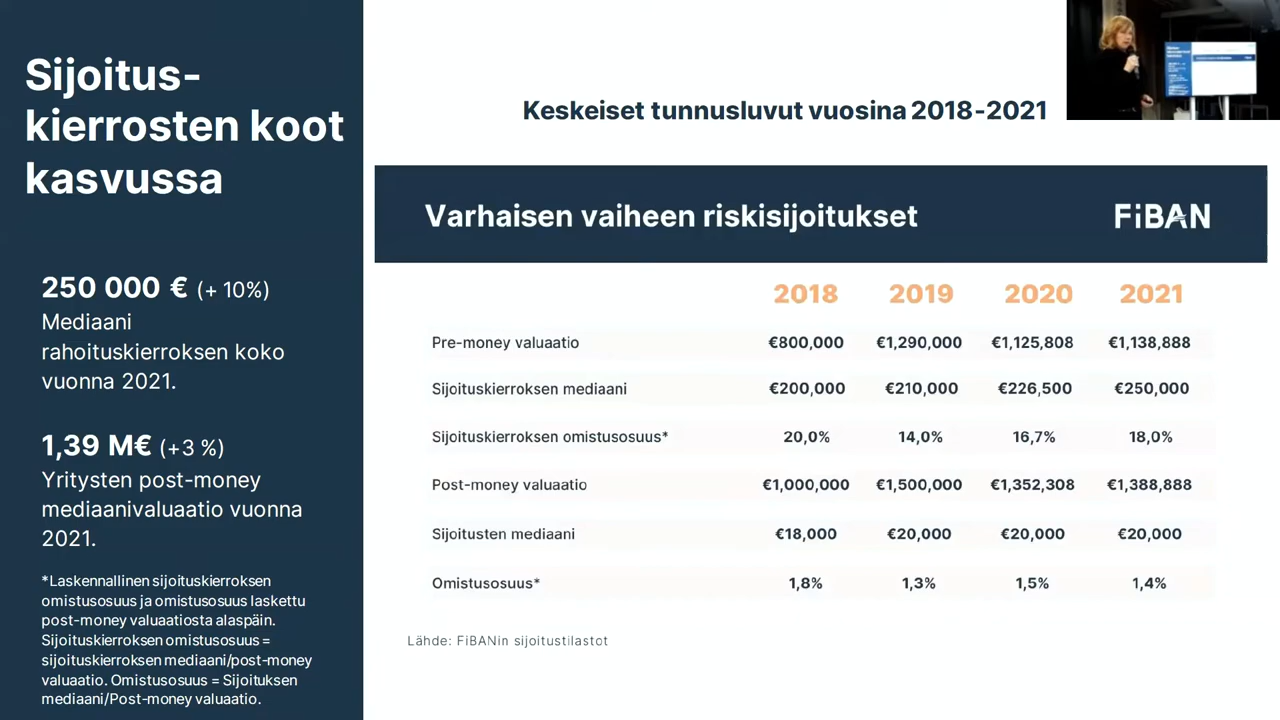 Sijoitus-
kierrosten koot
kasvussa
250 000 € (+ 10%)
Mediaani
rahoituskierroksen koko
vuonna 2021.
1,39 M€ (+3 %)
Yritysten post-money
mediaanivaluaatio vuonna
2021.
*Laskennallinen sijoituskierroksen
omistusosuus ja omistusosuus laskettu
post-money valuaatiosta alaspäin.
Sijoituskierroksen omistusosuus =
sijoituskierroksen mediaani/post-money
valuaatio. Omistusosuus = Sijoituksen
mediaani/Post-money valuaatio.
Keskeiset tunnusluvut vuosina 2018-2021
Varhaisen vaiheen riskisijoitukset FiBAN
2018 2019 2020 2021
Pre-money valuaatio €800,000 €1,290,000 €1,125,808 €1,138,888
Sijoituskierroksen mediaani €200,000 €210,000 €226,500 €250,000
Sijoituskierroksen omistusosuus* 20,0% 14,0% 16,7% 18,0%
Post-money valuaatio €1,000,000 €1,500,000 €1,352,308 €1,388,888
Sijoitusten mediaani €18,000 €20,000 €20,000 €20,000
Omistusosuus* 1,8% 1,3% 1,5% 1,4%
Lähde: FiBANin sijoitustilastot